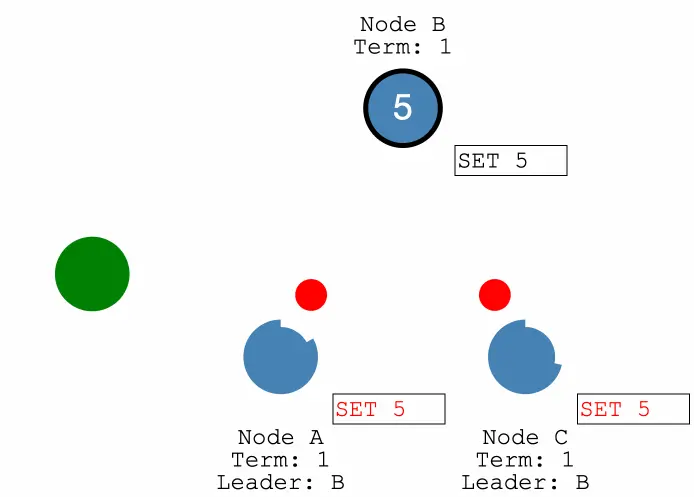 Node B
Term: 1
5
SET 5
SET 5
SET 5
Node A
Term: 1
Leader: B
Node C
Term: 1
Leader: B